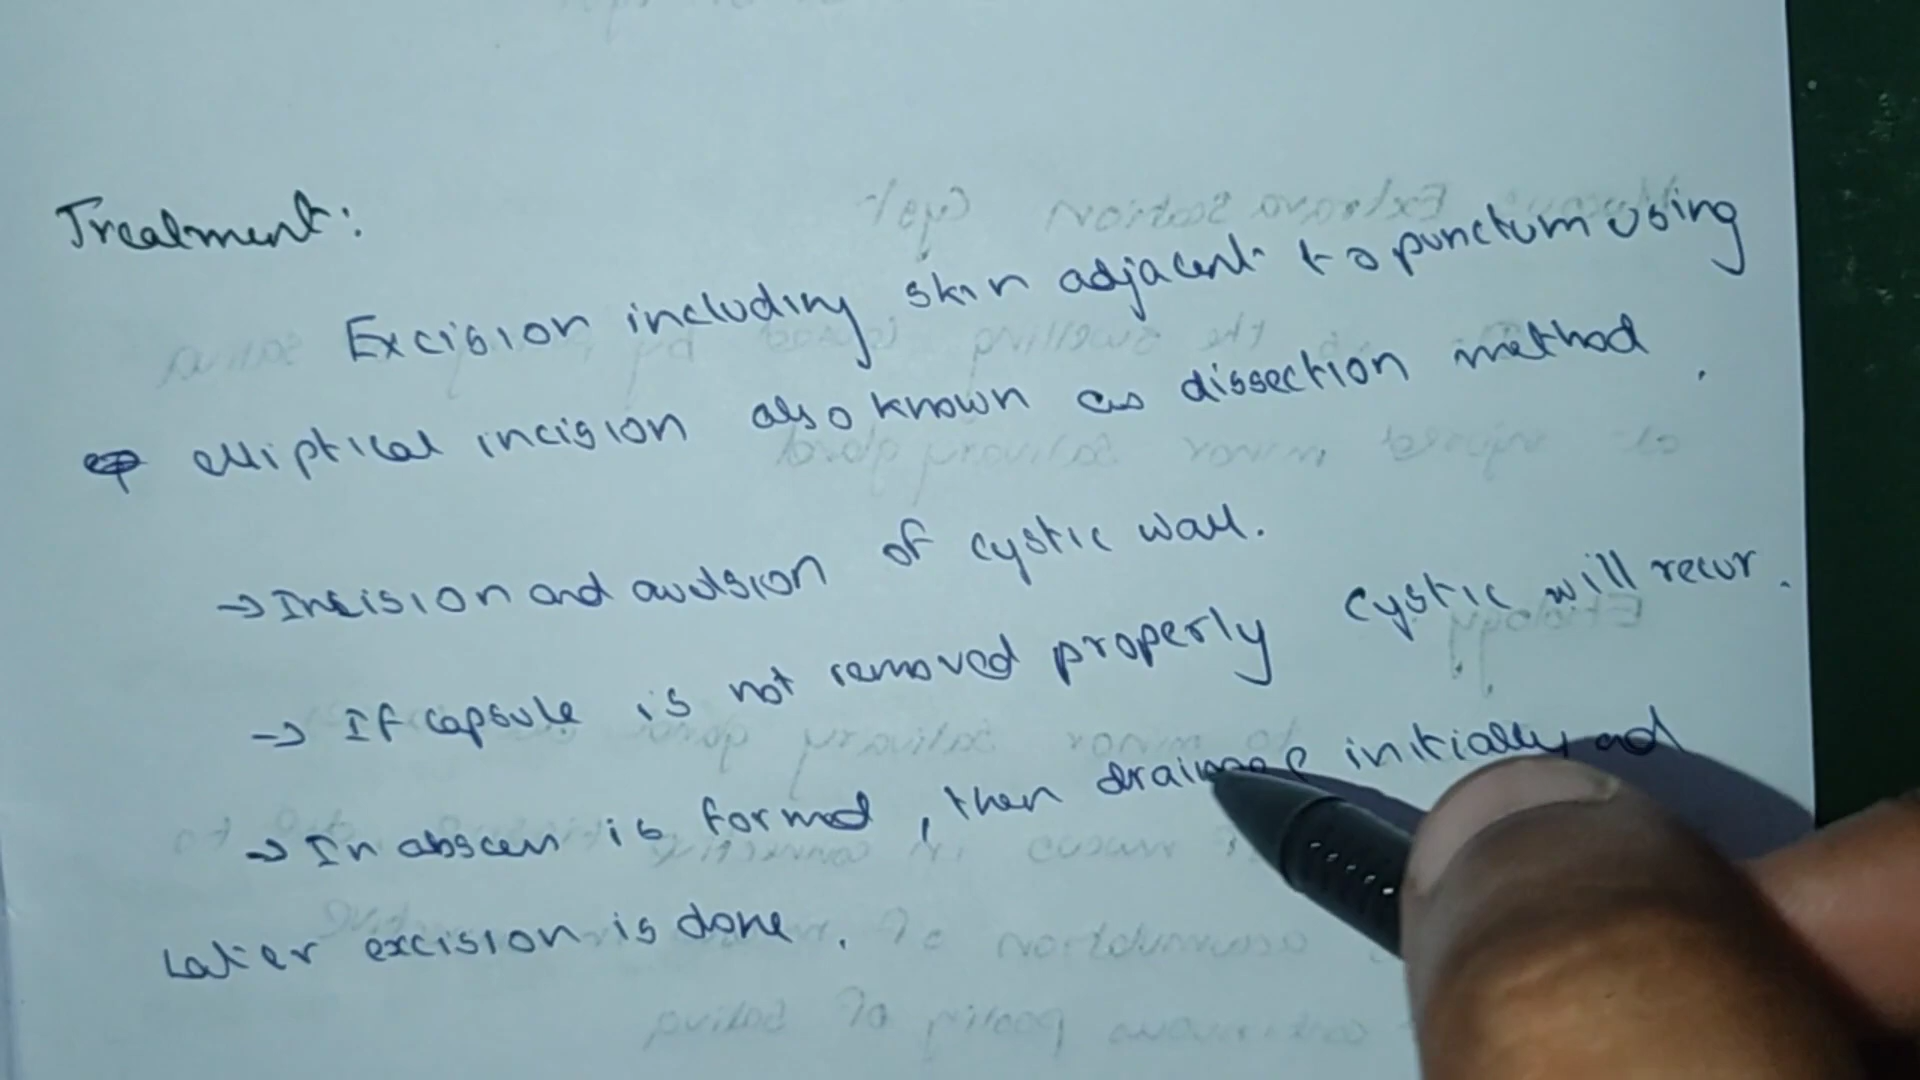 Treatment:
Excision including skin adjacent to punctum using
elliptical incision also known as dissection method.
→ Incision and avulsion of cystic wall.
→ If capsule is not removed properly cystic will recur.
→ In abscess is formed, then drainage initially and
Later excision is done.